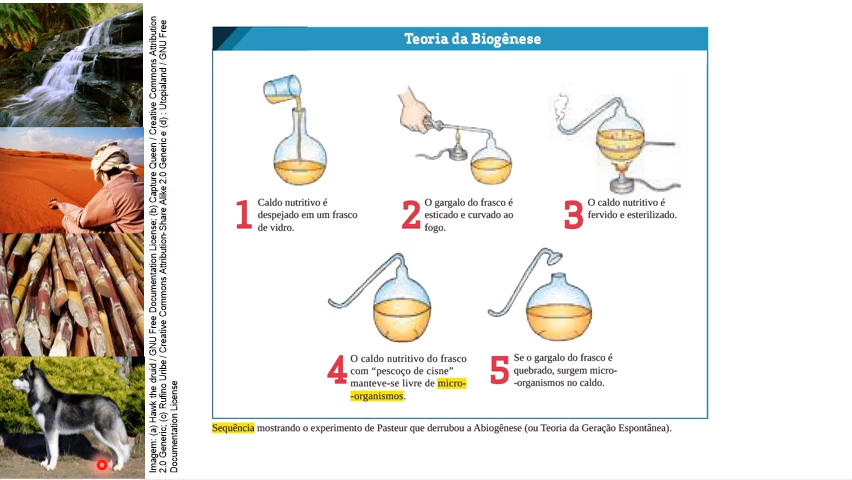 Imagem: (a) Hawk the druid / GNU Free Documentation License; (b) Capture Queen / Creative Commons Attribution
2.0 Generic; (c) Rufino Uribe / Creative Commons Attribution-Share Alike 2.0 Generic e (d) : Utopialand / GNU Free
Documentation License
Teoria da Biogênese
1 Caldo nutritivo é
despejado em um frasco
de vidro.
2 O gargalo do frasco é
esticado e curvado ao
fogo.
3 O caldo nutritivo é
fervido e esterilizado.
4 O caldo nutritivo do frasco
com “pescoço de cisne”
manteve-se livre de micro-
-organismos.
5 Se o gargalo do frasco é
quebrado, surgem micro-
-organismos no caldo.
Sequência mostrando o experimento de Pasteur que derrubou a Abiogênese (ou Teoria da Geração Espontânea).